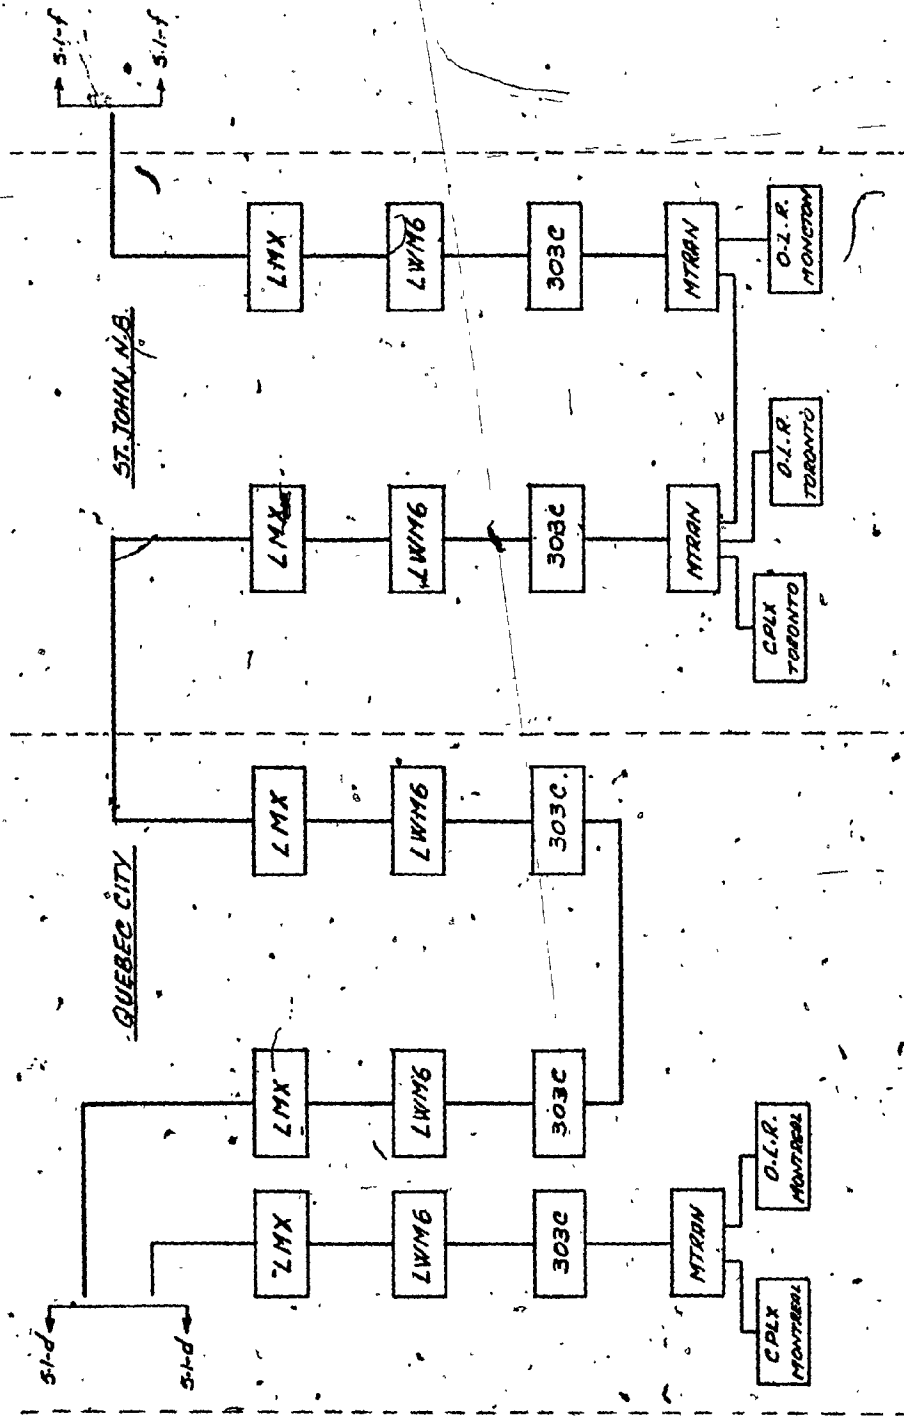 5.1-d
5.1-f
QUEBEC CITY
ST. JOHN, N.B.
5.1-d
5.1-f
LMX
LMX
LMX
LMX
LMX
LWM6
LWM6
LWM6
LWM6
LWM6
303C
303C
303C
303C
303C
MTRAN
MTRAN
MTRAN
CPLX
MONTREAL
O.L.R.
MONTREAL
CPLX
TORONTO
O.L.R.
TORONTO
O.L.R.
MONCTON